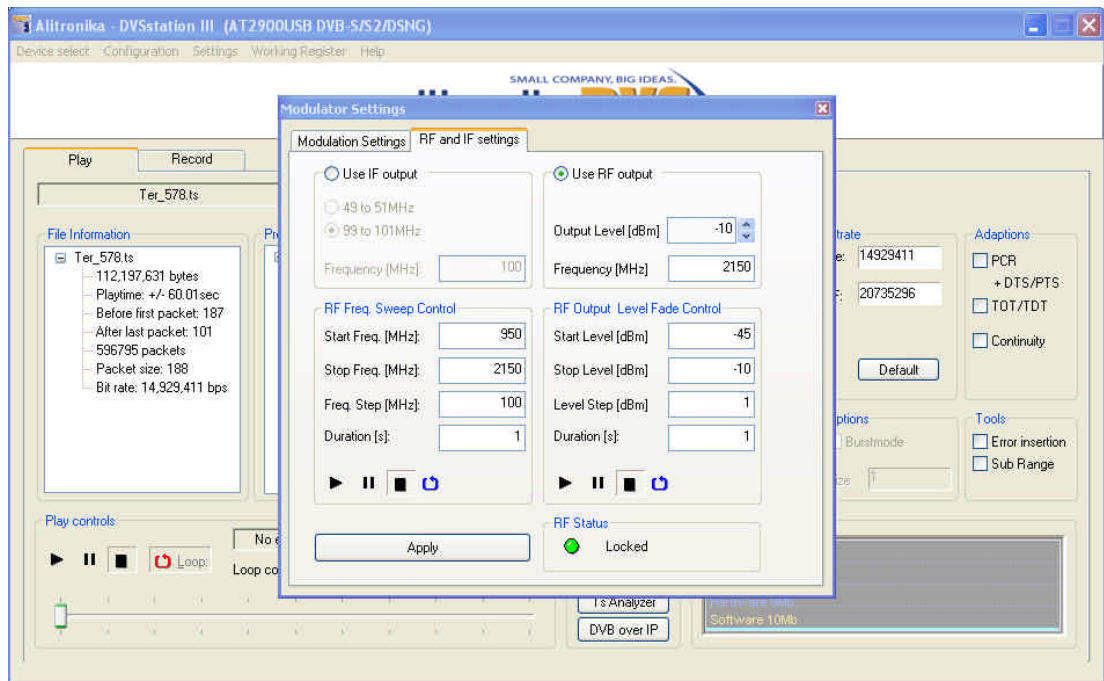 Alitronika - DVSstation III (AT2900USB DVB-S/S2/DSNG)
Device select Configuration Settings Working Register Help
SMALL COMPANY, BIG IDEAS.
Modulator Settings
Modulation Settings RF and IF settings
Use IF output
49 to 51MHz
99 to 101MHz
Frequency [MHz]: 100
Use RF output
Output Level [dBm] -10
Frequency [MHz] 2150
RF Freq. Sweep Control
Start Freq. [MHz]: 950
Stop Freq. [MHz]: 2150
Freq. Step [MHz]: 100
Duration [s]: 1
RF Output Level Fade Control
Start Level [dBm] -45
Stop Level [dBm] -10
Level Step [dBm] 1
Duration [s]: 1
Apply
RF Status
Locked
Play Record
Ter_578.ts
File Information
Ter_578.ts
112,197,631 bytes
Playtime: +/- 60.01sec
Before first packet: 187
After last packet: 101
596795 packets
Packet size: 188
Bit rate: 14,929,411 bps
14929411
20735296
Default
Adaptions
PCR
+ DTS/PTS
TOT/TDT
Continuity
Burstmode
1
Tools
Error insertion
Sub Range
Play controls
Loop:
No
Loop
Ts Analyzer
DVB over IP
Software 10Mb